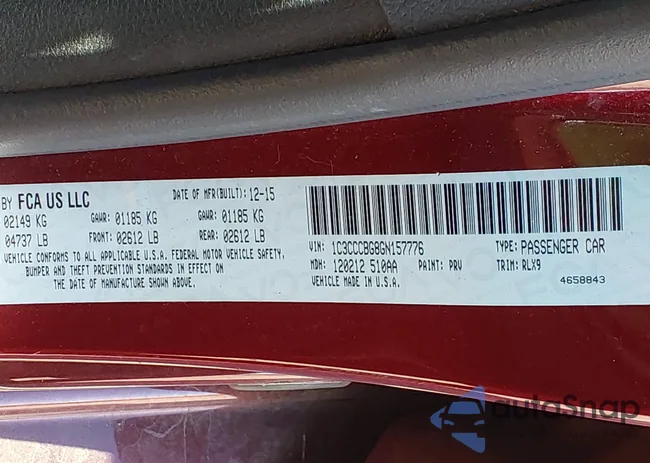 BY FCA US LLC DATE OF MFR(BUILT): 12-15
02149 KG GAWR: 01185 KG GAWR: 01185 KG
04737 LB FRONT: 02612 LB REAR: 02612 LB
VEHICLE CONFORMS TO ALL APPLICABLE U.S.A. FEDERAL MOTOR VEHICLE SAFETY,
BUMPER AND THEFT PREVENTION STANDARDS IN EFFECT ON
THE DATE OF MANUFACTURE SHOWN ABOVE.
VIN: 1C3CCCBG8GN157776 TYPE: PASSENGER CAR
MDH: 120212 510AA PAINT: PRV TRIM: RLX9
VEHICLE MADE IN U.S.A. 4658843
autoSnap